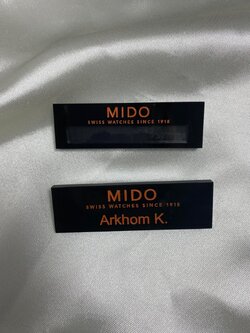 MIDO
SWISS WATCHES SINCE 1918
MIDO
SWISS WATCHES SINCE 1918
Arkhom K.